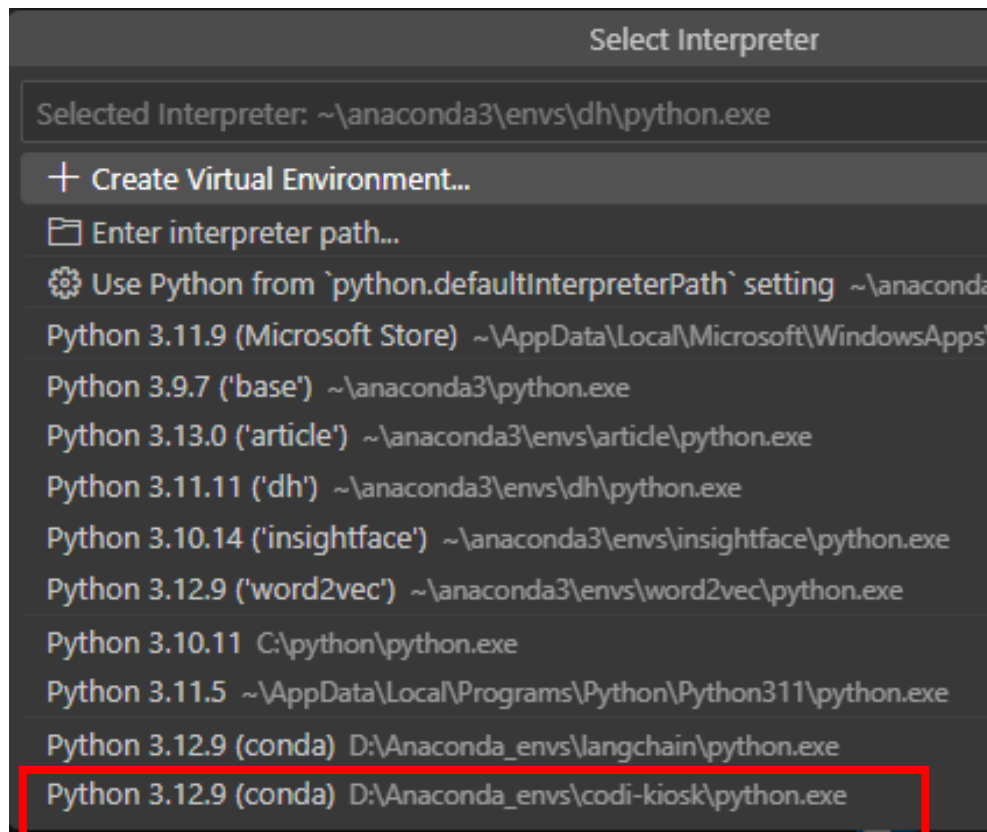 Select Interpreter
Selected Interpreter: ~\anaconda3\envs\dh\python.exe
+ Create Virtual Environment...
Enter interpreter path...
Use Python from `python.defaultInterpreterPath` setting ~\anaconda
Python 3.11.9 (Microsoft Store) ~\AppData\Local\Microsoft\WindowsApps\
Python 3.9.7 ('base') ~\anaconda3\python.exe
Python 3.13.0 ('article') ~\anaconda3\envs\article\python.exe
Python 3.11.11 ('dh') ~\anaconda3\envs\dh\python.exe
Python 3.10.14 ('insightface') ~\anaconda3\envs\insightface\python.exe
Python 3.12.9 ('word2vec') ~\anaconda3\envs\word2vec\python.exe
Python 3.10.11 C:\python\python.exe
Python 3.11.5 ~\AppData\Local\Programs\Python\Python311\python.exe
Python 3.12.9 (conda) D:\Anaconda_envs\langchain\python.exe
Python 3.12.9 (conda) D:\Anaconda_envs\codi-kiosk\python.exe